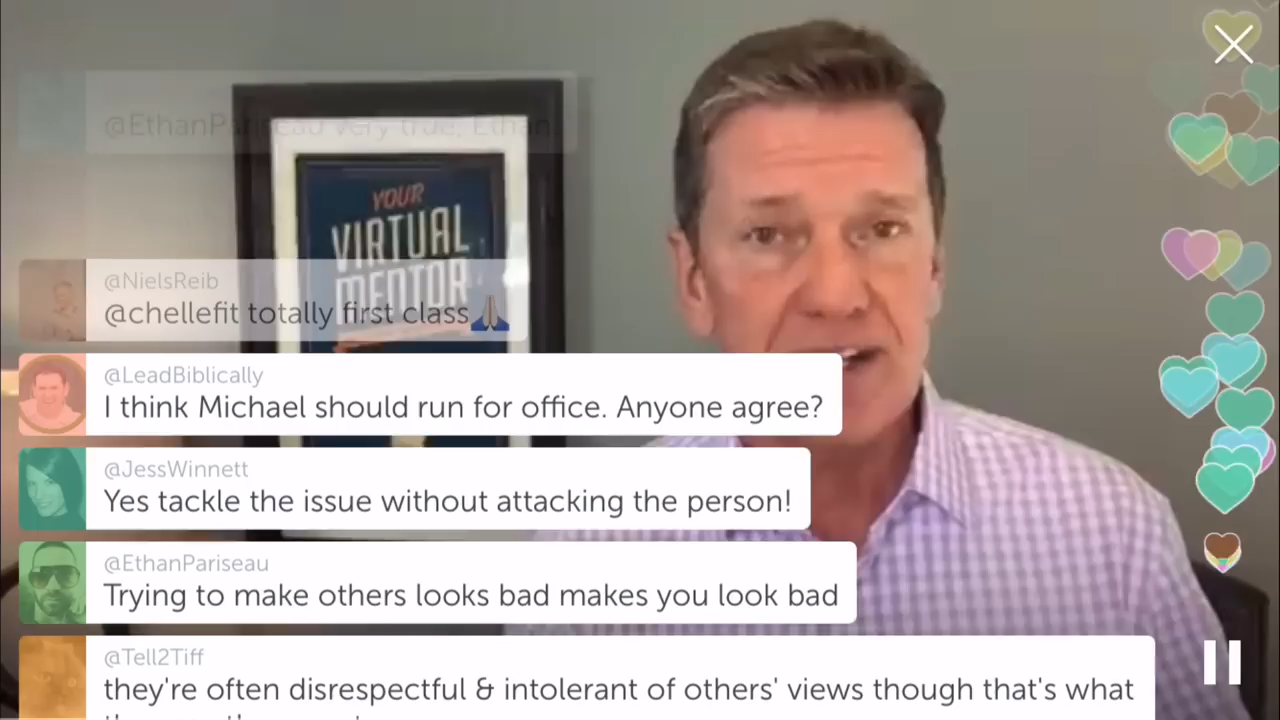 @EthanPariseau very true, Ethan
YOUR
VIRTUAL
MENTOR
@NielsReib
@chellefit totally first class🙏
@LeadBiblically
I think Michael should run for office. Anyone agree?
@JessWinnett
Yes tackle the issue without attacking the person!
@EthanPariseau
Trying to make others looks bad makes you look bad
@Tell2Tiff
they're often disrespectful & intolerant of others' views though that's what